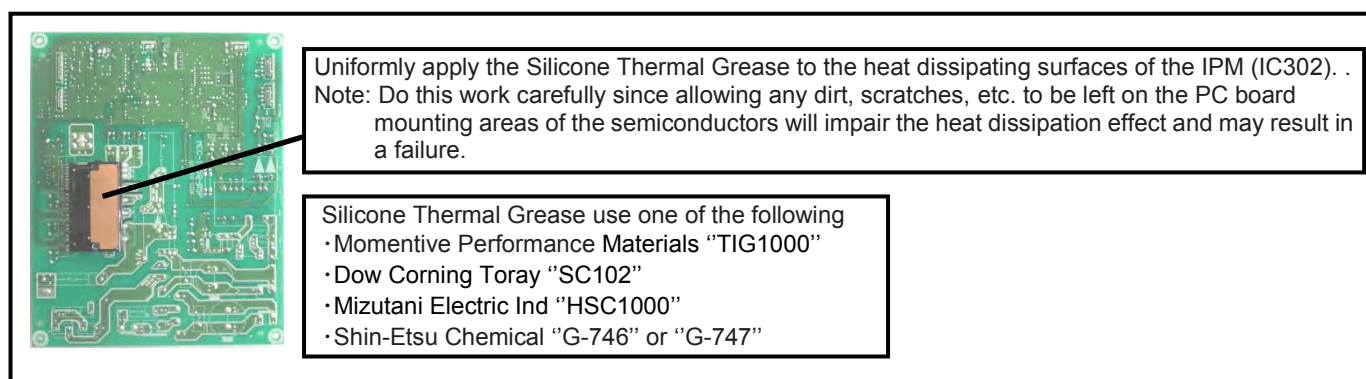 Uniformly apply the Silicone Thermal Grease to the heat dissipating surfaces of the IPM (IC302). .
Note: Do this work carefully since allowing any dirt, scratches, etc. to be left on the PC board
mounting areas of the semiconductors will impair the heat dissipation effect and may result in
a failure.
Silicone Thermal Grease use one of the following
・Momentive Performance Materials ‘’TIG1000’’
・Dow Corning Toray ‘’SC102’’
・Mizutani Electric Ind ‘’HSC1000’’
・Shin-Etsu Chemical ‘’G-746’’ or ‘’G-747’’